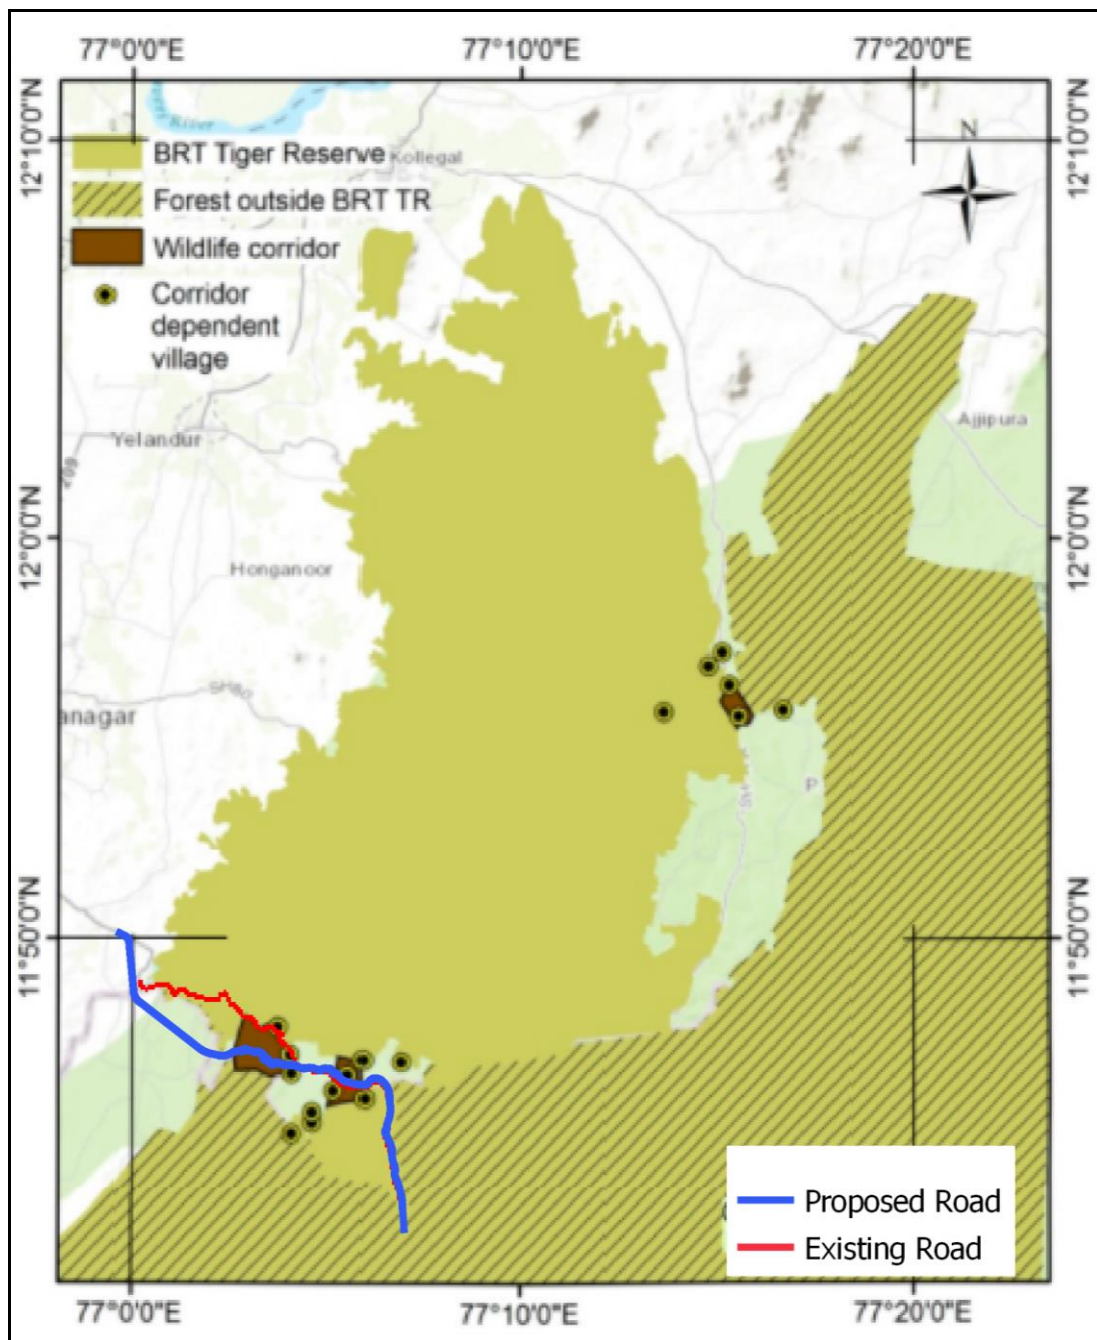 77°0'0"E 77°10'0"E 77°20'0"E
12°10'0"N 12°10'0"N
River
N
BRT Tiger Reserve
Kollegal
Forest outside BRT TR
Wildlife corridor
Corridor
dependent
village
Ajjipura
Yelandur
209
12°0'0"N 12°0'0"N
Honganoor
SH80
anagar
P
11°50'0"N 11°50'0"N
Proposed Road
Existing Road
77°0'0"E 77°10'0"E 77°20'0"E